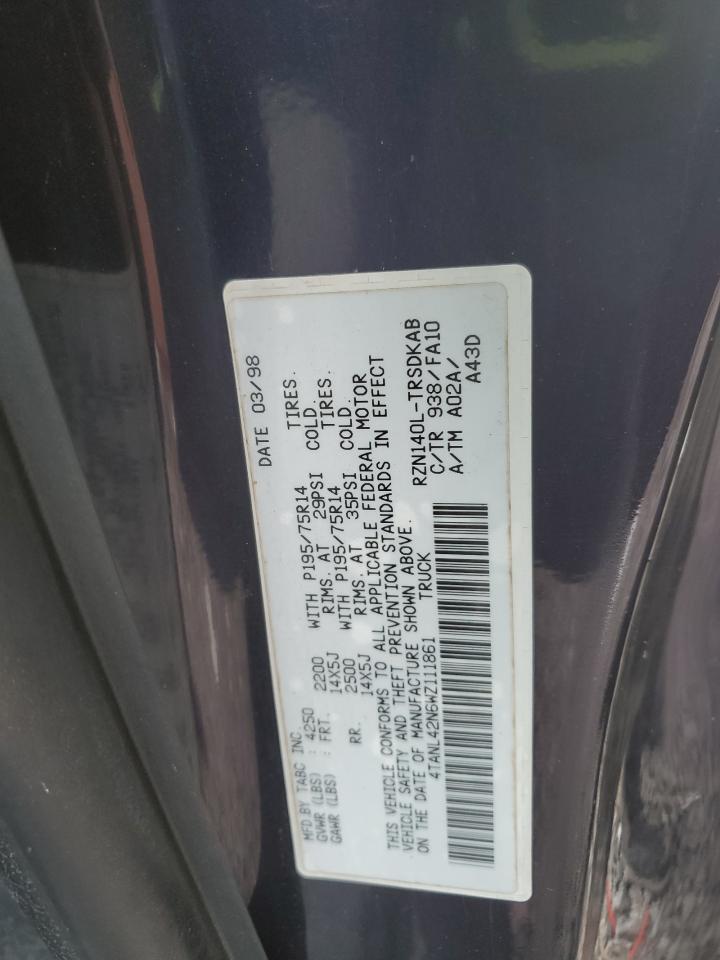 MFD BY TABC INC. DATE 03/98
GVWR (LBS) : 4250
GAWR (LBS) : FRT. 2200 WITH P195/75R14 TIRES.
14X5J RIMS. AT 29PSI COLD.
RR. 2500 WITH P195/75R14 TIRES.
14X5J RIMS. AT 35PSI COLD.
THIS VEHICLE CONFORMS TO ALL APPLICABLE FEDERAL MOTOR
VEHICLE SAFETY AND THEFT PREVENTION STANDARDS IN EFFECT
ON THE DATE OF MANUFACTURE SHOWN ABOVE.
4TANL42N6WZ111861 TRUCK
RZN140L-TRSDKAB
C/TR 938/FA10
A/TM A02A/
A43D